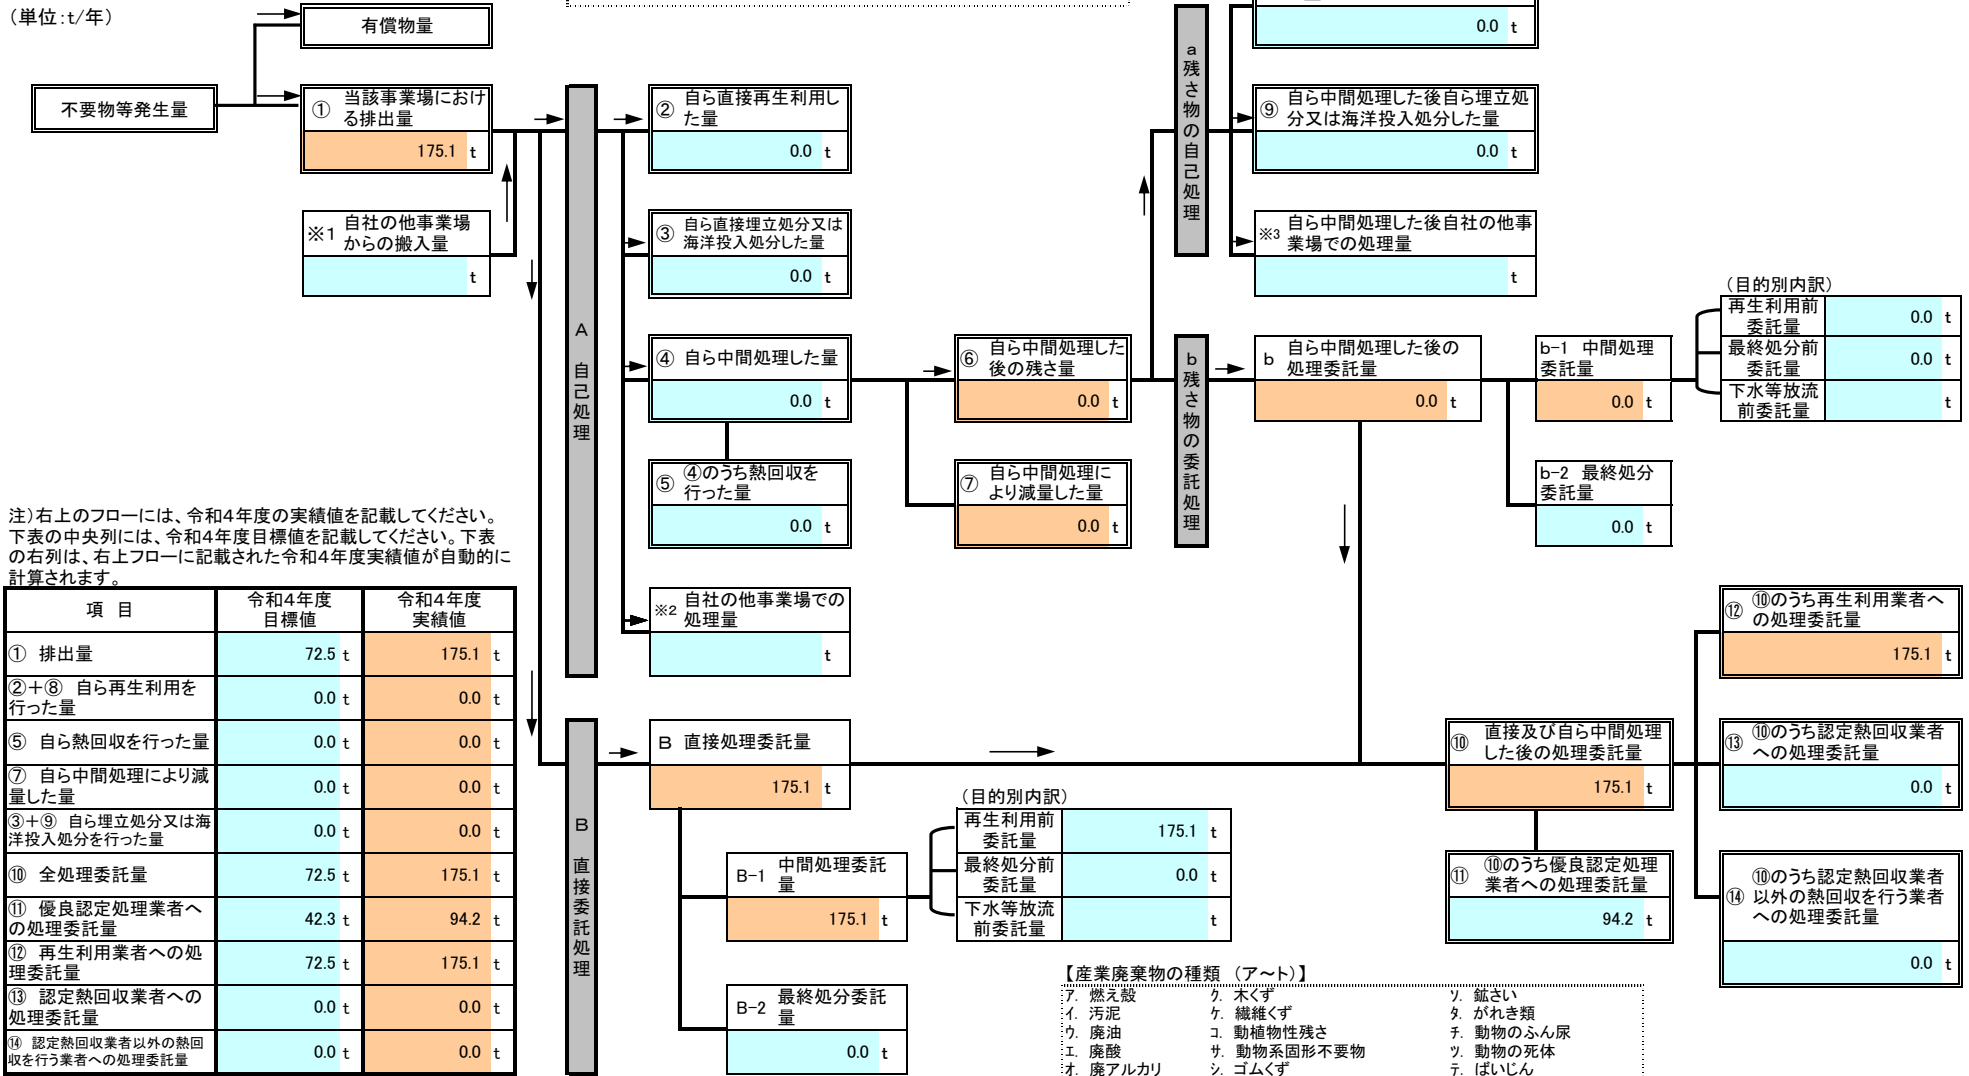 （単位:t/年）
有償物量
不要物等発生量
① 当該事業場におけ
る排出量
175.1 t
※1 自社の他事業場
からの搬入量
t
A 自己処理
② 自ら直接再生利用し
た量
0.0 t
③ 自ら直接埋立処分又は
海洋投入処分した量
0.0 t
④ 自ら中間処理した量
0.0 t
⑤ ④のうち熱回収を
行った量
0.0 t
※2 自社の他事業場での
処理量
t
⑥ 自ら中間処理した
後の残さ量
0.0 t
⑦ 自ら中間処理に
より減量した量
0.0 t
a 残さ物の自己処理
0.0 t
⑨ 自ら中間処理した後自ら埋立処
分又は海洋投入処分した量
0.0 t
※3 自ら中間処理した後自社の他事
業場での処理量
t
b 残さ物の委託処理
b 自ら中間処理した後の
処理委託量
0.0 t
b-1 中間処理
委託量
0.0 t
b-2 最終処分
委託量
0.0 t
（目的別内訳）
再生利用前
委託量
0.0 t
最終処分前
委託量
0.0 t
下水等放流
前委託量
t
注）右上のフローには、令和4年度の実績値を記載してください。
下表の中央列には、令和4年度目標値を記載してください。下表
の右列は、右上フローに記載された令和4年度実績値が自動的に
計算されます。
項 目 令和4年度
目標値 令和4年度
実績値
① 排出量 72.5 t 175.1 t
②＋⑧ 自ら再生利用を
行った量 0.0 t 0.0 t
⑤ 自ら熱回収を行った量 0.0 t 0.0 t
⑦ 自ら中間処理により減
量した量 0.0 t 0.0 t
③＋⑨ 自ら埋立処分又は海
洋投入処分を行った量 0.0 t 0.0 t
⑩ 全処理委託量 72.5 t 175.1 t
⑪ 優良認定処理業者へ
の処理委託量 42.3 t 94.2 t
⑫ 再生利用業者への処
理委託量 72.5 t 175.1 t
⑬ 認定熱回収業者への
処理委託量 0.0 t 0.0 t
⑭ 認定熱回収業者以外の熱回
収を行う業者への処理委託量 0.0 t 0.0 t
B 直接委託処理
B 直接処理委託量
175.1 t
B-1 中間処理委託
量
175.1 t
B-2 最終処分委託
量
0.0 t
（目的別内訳）
再生利用前
委託量
175.1 t
最終処分前
委託量
0.0 t
下水等放流
前委託量
t
⑩ 直接及び自ら中間処理
した後の処理委託量
175.1 t
⑪ ⑩のうち優良認定処理
業者への処理委託量
94.2 t
⑫ ⑩のうち再生利用業者へ
の処理委託量
175.1 t
⑬ ⑩のうち認定熱回収業者
への処理委託量
0.0 t
⑭ ⑩のうち認定熱回収業者
以外の熱回収を行う業者
への処理委託量
0.0 t
【産業廃棄物の種類 （ア～ト）】
ア. 燃え殻 ク. 木くず ソ. 鉱さい
イ. 汚泥 ケ. 繊維くず タ. がれき類
ウ. 廃油 コ. 動植物性残さ チ. 動物のふん尿
エ. 廃酸 サ. 動物系固形不要物 ツ. 動物の死体
オ. 廃アルカリ シ. ゴムくず テ. ばいじん